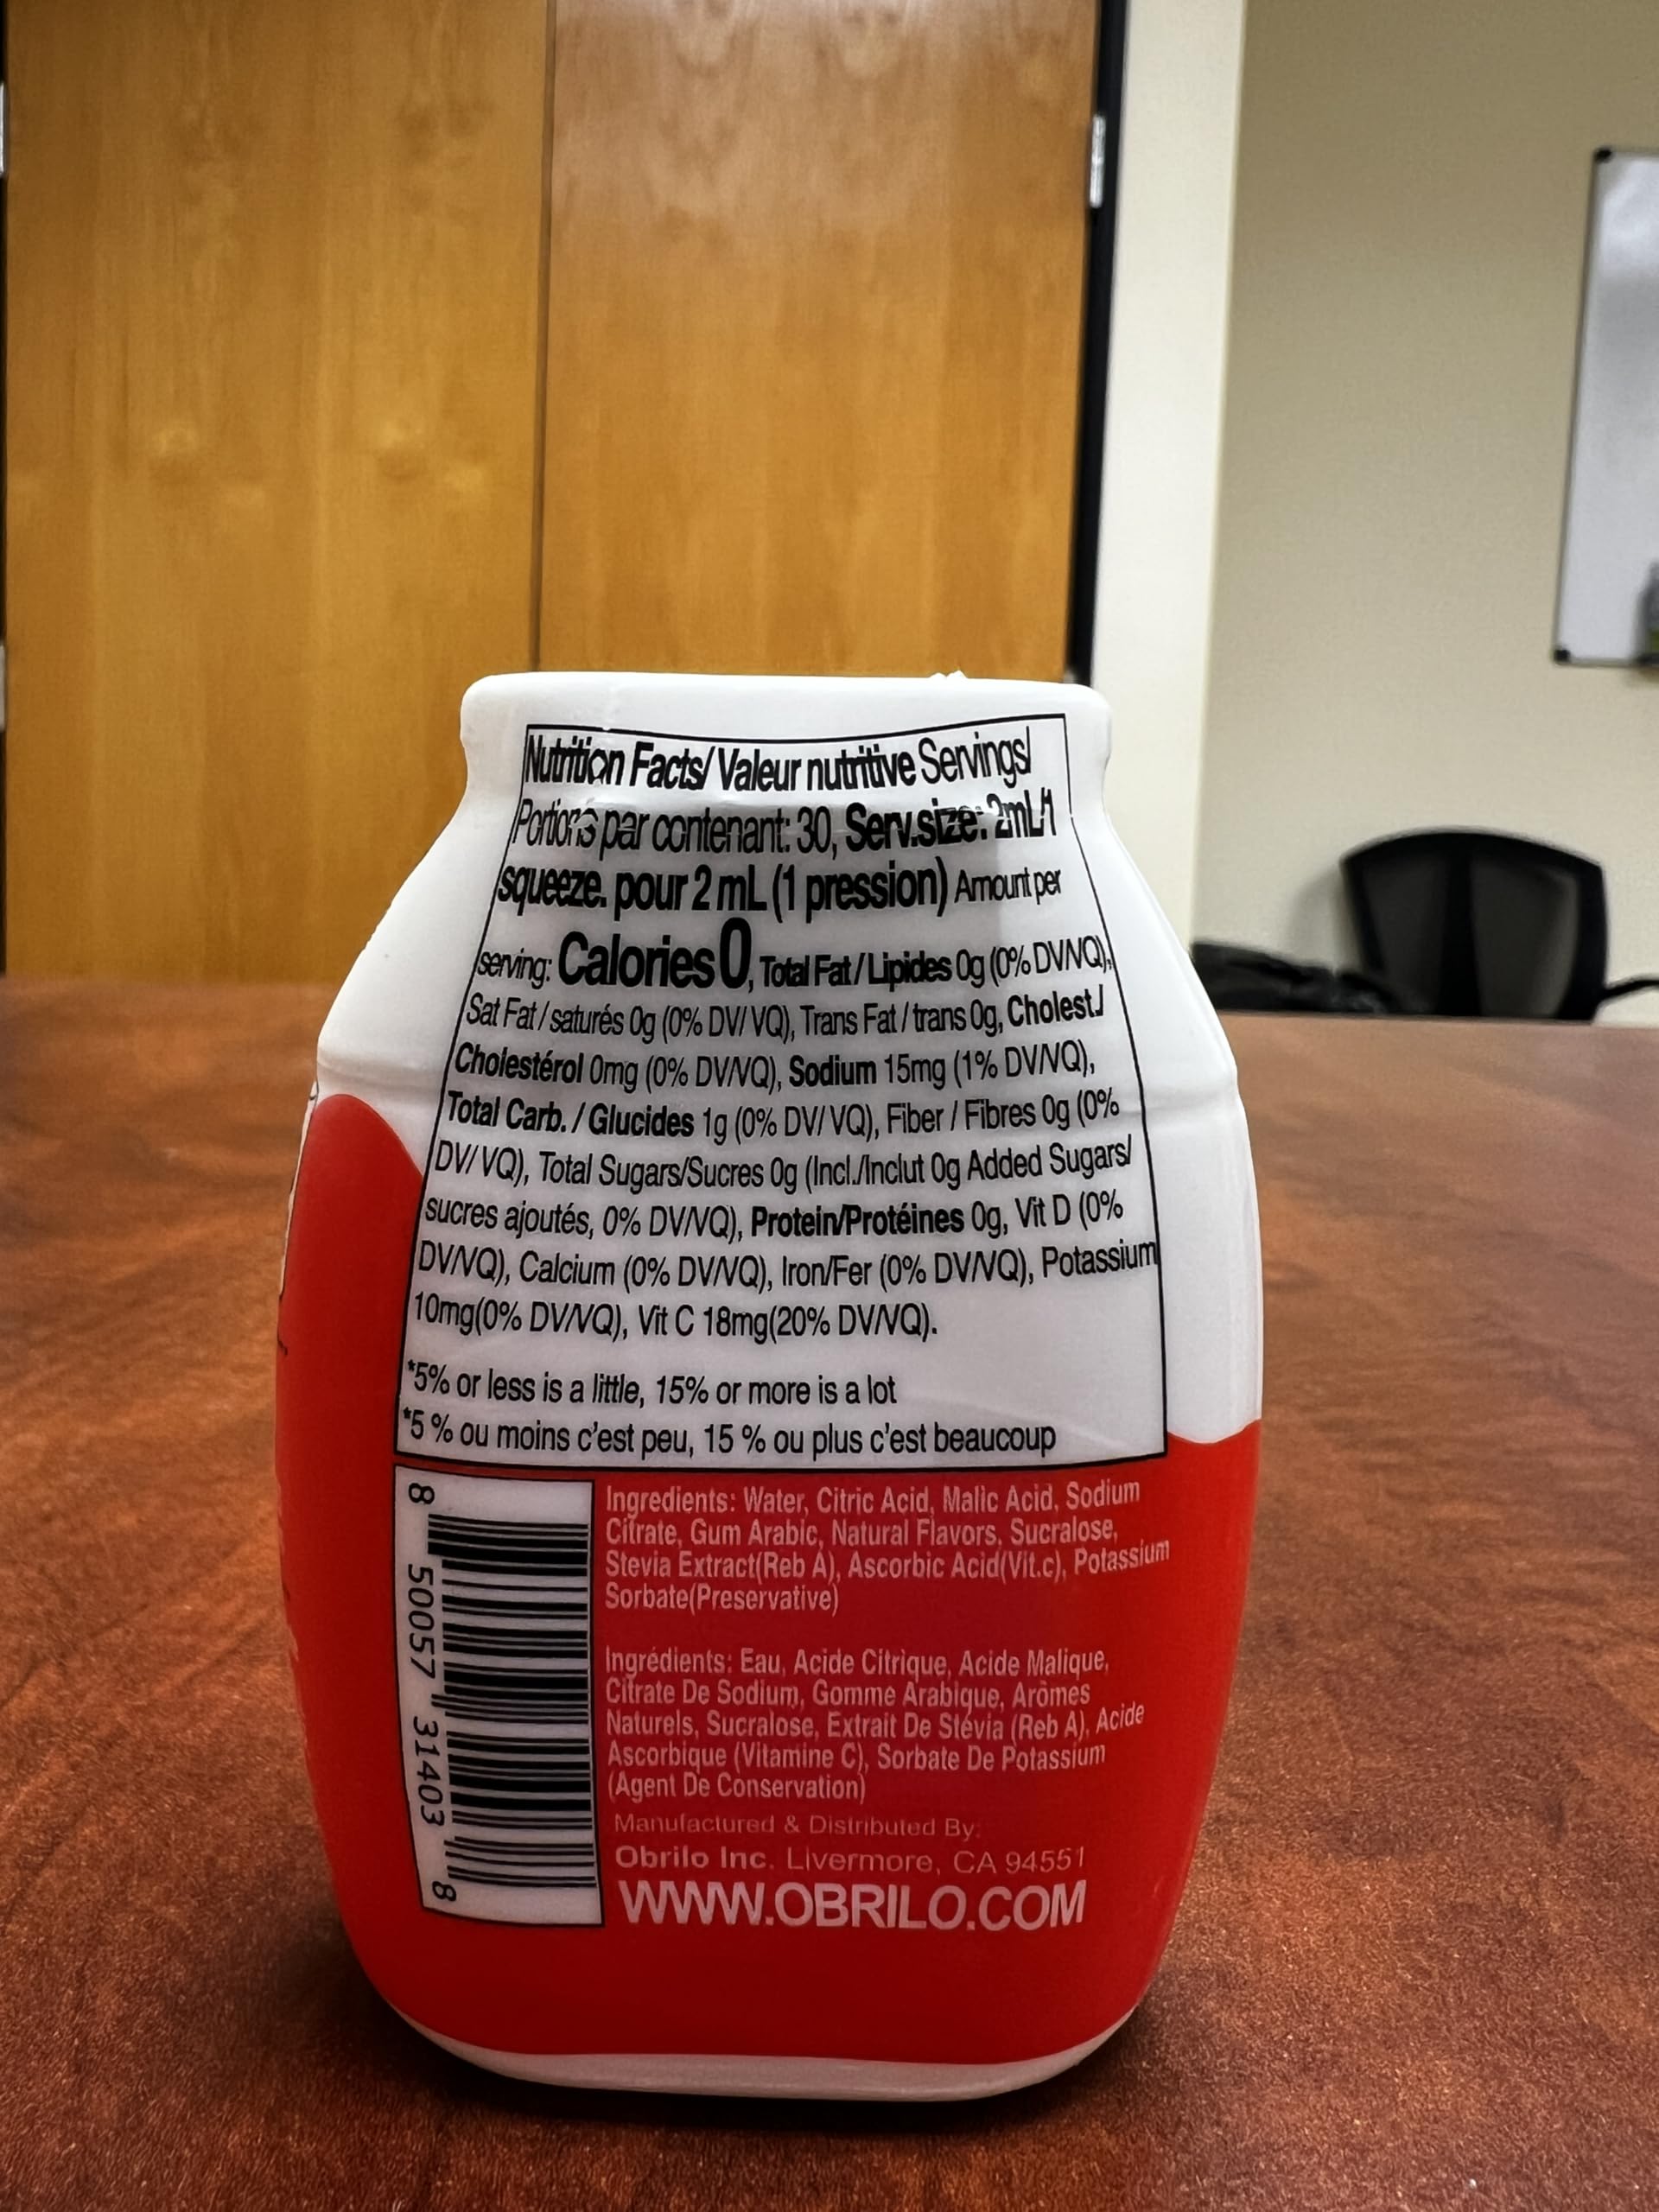 Nutrition Facts/ Valeur nutritive Servings/
Portions par contenant: 30, Serv.size: 2mL/1
squeeze. pour 2 mL (1 pression) Amount per
serving: Calories 0, Total Fat / Lipides 0g (0% DV/VQ),
Sat Fat / saturés 0g (0% DV/ VQ), Trans Fat / trans 0g, Cholest./
Cholestérol 0mg (0% DV/VQ), Sodium 15mg (1% DV/VQ),
Total Carb. / Glucides 1g (0% DV/ VQ), Fiber / Fibres 0g (0%
DV/ VQ), Total Sugars/Sucres 0g (Incl./Inclut 0g Added Sugars/
sucres ajoutés, 0% DV/VQ), Protein/Protéines 0g, Vit D (0%
DV/VQ), Calcium (0% DV/VQ), Iron/Fer (0% DV/VQ), Potassium
10mg(0% DV/VQ), Vit C 18mg(20% DV/VQ).
*5% or less is a little, 15% or more is a lot
*5 % ou moins c'est peu, 15 % ou plus c'est beaucoup
8 50057 31403 8
Ingredients: Water, Citric Acid, Malic Acid, Sodium
Citrate, Gum Arabic, Natural Flavors, Sucralose,
Stevia Extract(Reb A), Ascorbic Acid(Vit.c), Potassium
Sorbate(Preservative)
Ingrédients: Eau, Acide Citrique, Acide Malique,
Citrate De Sodium, Gomme Arabique, Arômes
Naturels, Sucralose, Extrait De Stévia (Reb A), Acide
Ascorbique (Vitamine C), Sorbate De Potassium
(Agent De Conservation)
Manufactured & Distributed By:
Obrilo Inc. Livermore, CA 94551
WWW.OBRILO.COM